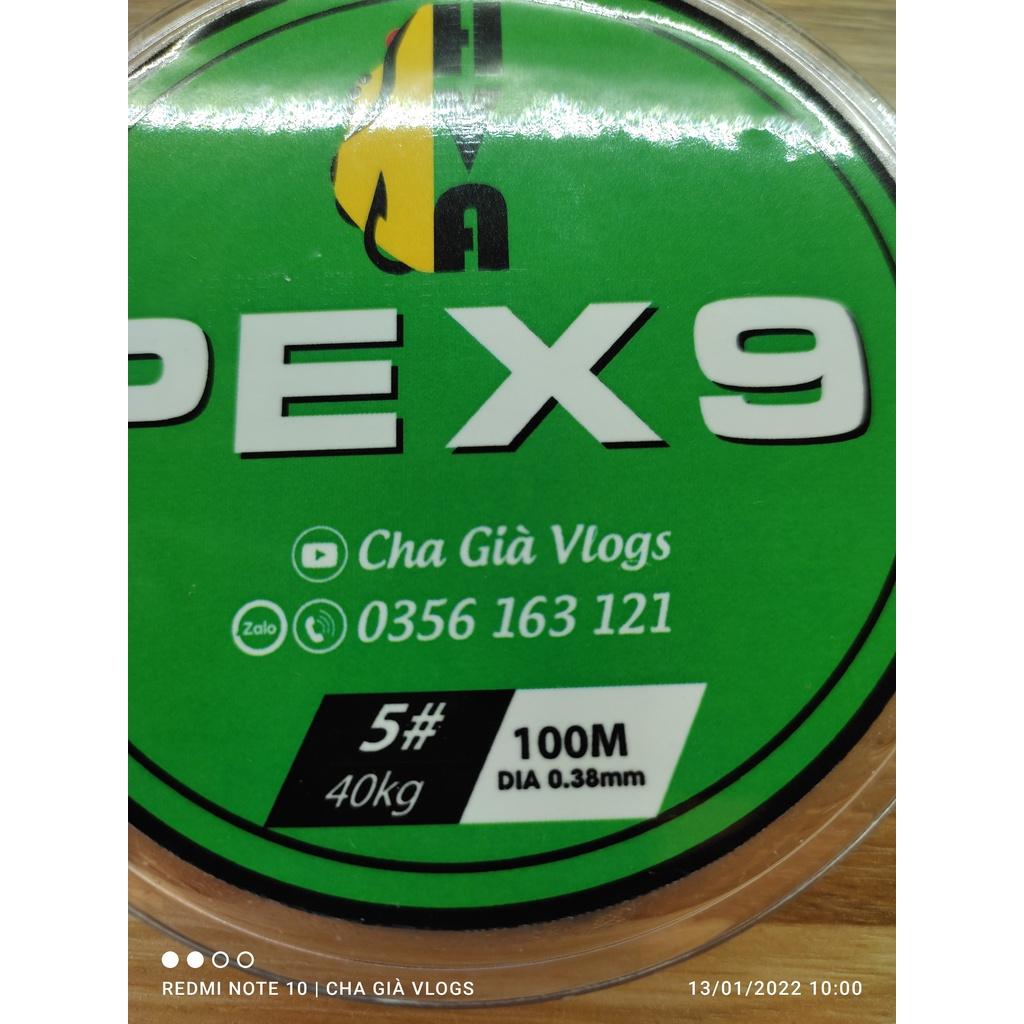 H
V
A
PEX9
Cha Già Vlogs
Zalo 0356 163 121
5#
40kg
100M
DIA 0.38mm
REDMI NOTE 10 | CHA GIÀ VLOGS
13/01/2022 10:00